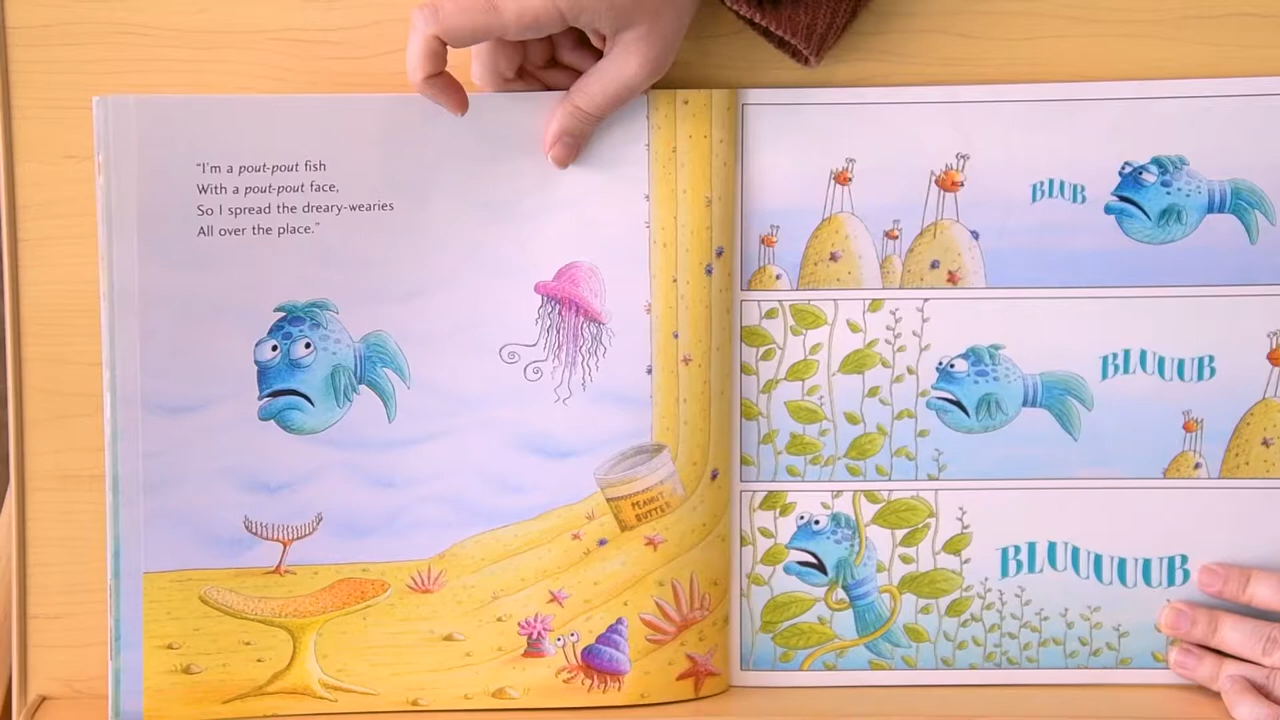 “I'm a pout-pout fish
With a pout-pout face,
So I spread the dreary-wearies
All over the place.”
PEANUT
BUTTER
BLUB
BLUUUB
BLUUUUUB